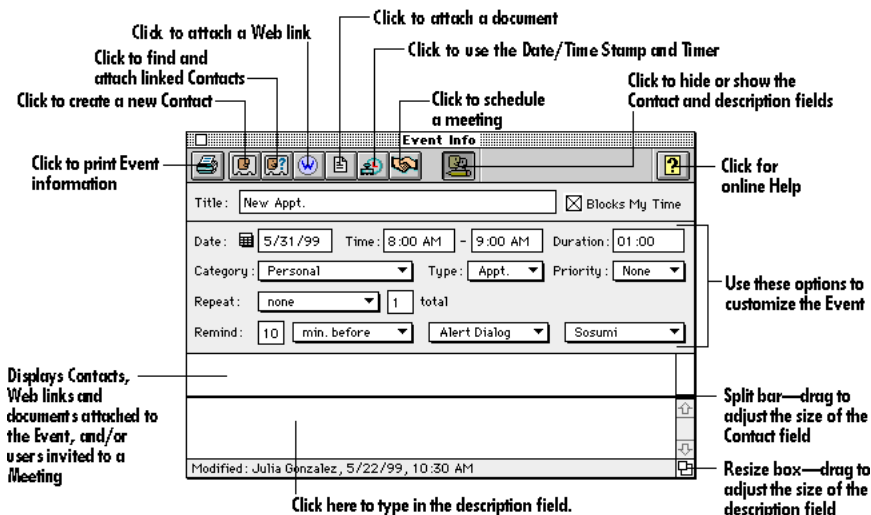 Click to attach a document
Click to attach a Web link
Click to use the Date/Time Stamp and Timer
Click to find and
attach linked Contacts
Click to hide or show the
Contact and description fields
Click to create a new Contact
Click to schedule
a meeting
Event Info
Click to print Event
information
W
?
?
Click for
online Help
Title: New Appt.
Blocks My Time
Date: 5/31/99 Time: 8:00 AM - 9:00 AM Duration: 01:00
Category: Personal Type: Appt. Priority: None
Repeat: none 1 total
Remind: 10 min. before Alert Dialog Sosumi
Use these options to
customize the Event
Displays Contacts,
Web links and
documents attached to
the Event, and/or
users invited to a
Meeting
Split bar—drag to
adjust the size of the
Contact field
Modified: Julia Gonzalez, 5/22/99, 10:30 AM
Resize box—drag to
adjust the size of the
description field
Click here to type in the description field.